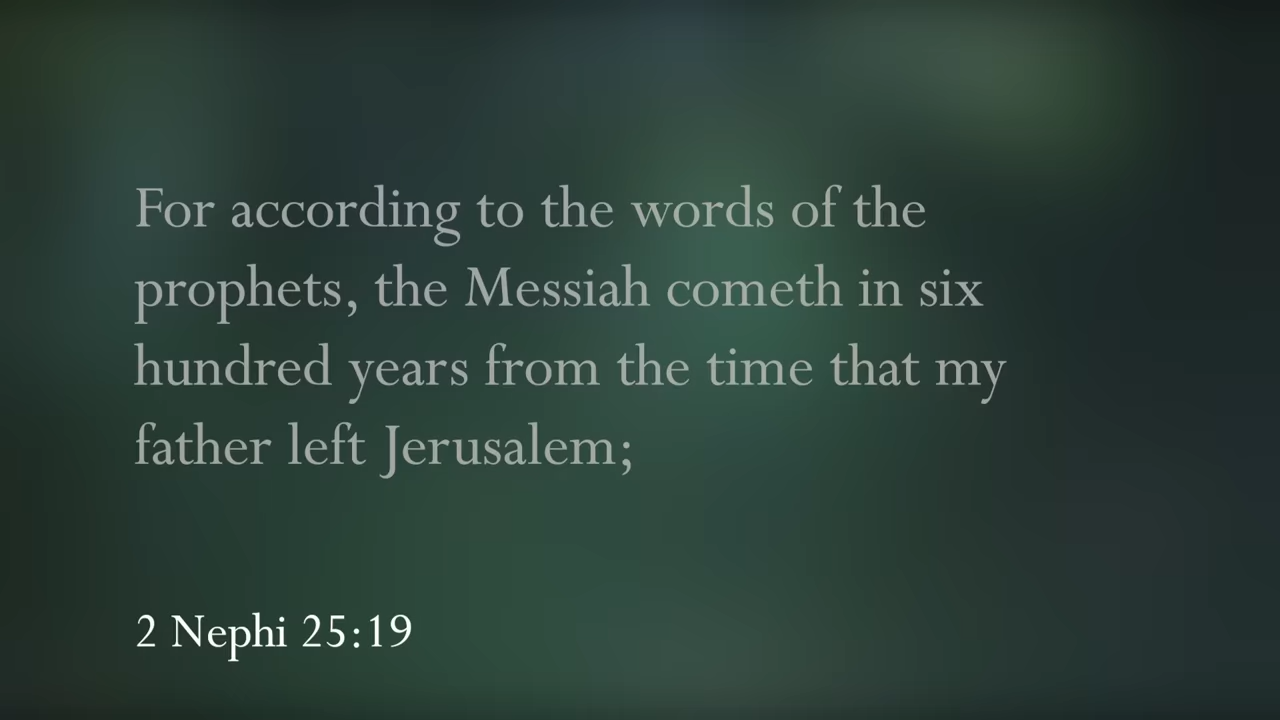 For according to the words of the
prophets, the Messiah cometh in six
hundred years from the time that my
father left Jerusalem;
2 Nephi 25:19